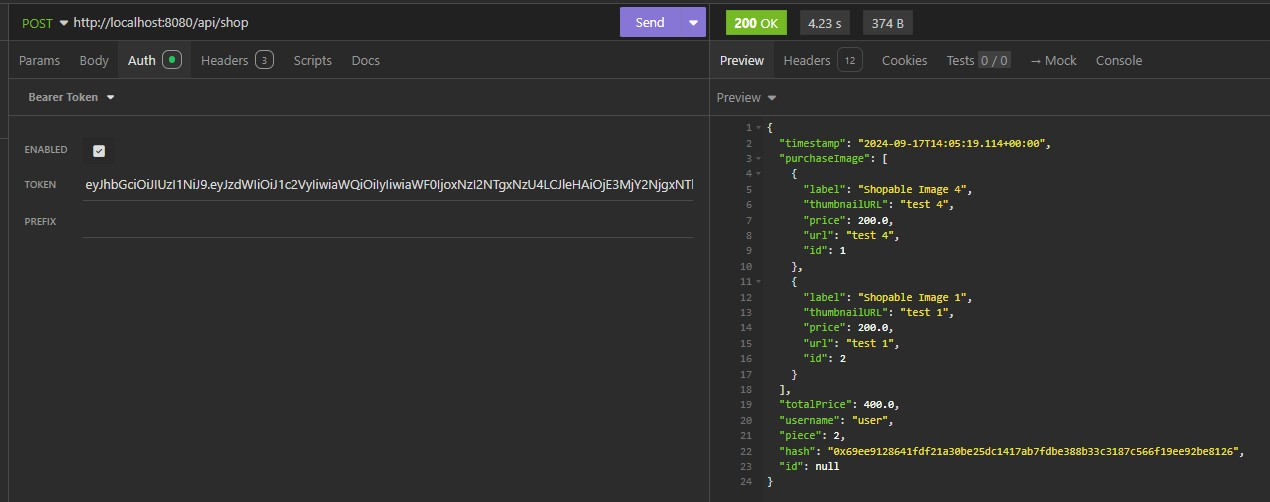 POST http://localhost:8080/api/shop Send 200 OK 4.23 s 374 B
Params Body Auth Headers 3 Scripts Docs Preview Headers 12 Cookies Tests 0 / 0 → Mock Console
Bearer Token Preview
ENABLED
TOKEN eyJhbGciOiJIUzI1NiJ9.eyJzdWIiOiJ1c2VyIiwiaWQiOiIyIiwiaWF0IjoxNzI2NTgxNzU4LCJleHAiOjE3MjY2NjgxNTl
PREFIX
1 {
2 "timestamp": "2024-09-17T14:05:19.114+00:00",
3 "purchaseImage": [
4 {
5 "label": "Shopable Image 4",
6 "thumbnailURL": "test 4",
7 "price": 200.0,
8 "url": "test 4",
9 "id": 1
10 },
11 {
12 "label": "Shopable Image 1",
13 "thumbnailURL": "test 1",
14 "price": 200.0,
15 "url": "test 1",
16 "id": 2
17 }
18 ],
19 "totalPrice": 400.0,
20 "username": "user",
21 "piece": 2,
22 "hash": "0x69ee9128641fdf21a30be25dc1417ab7fdbe388b33c3187c566f19ee92be8126",
23 "id": null
24 }